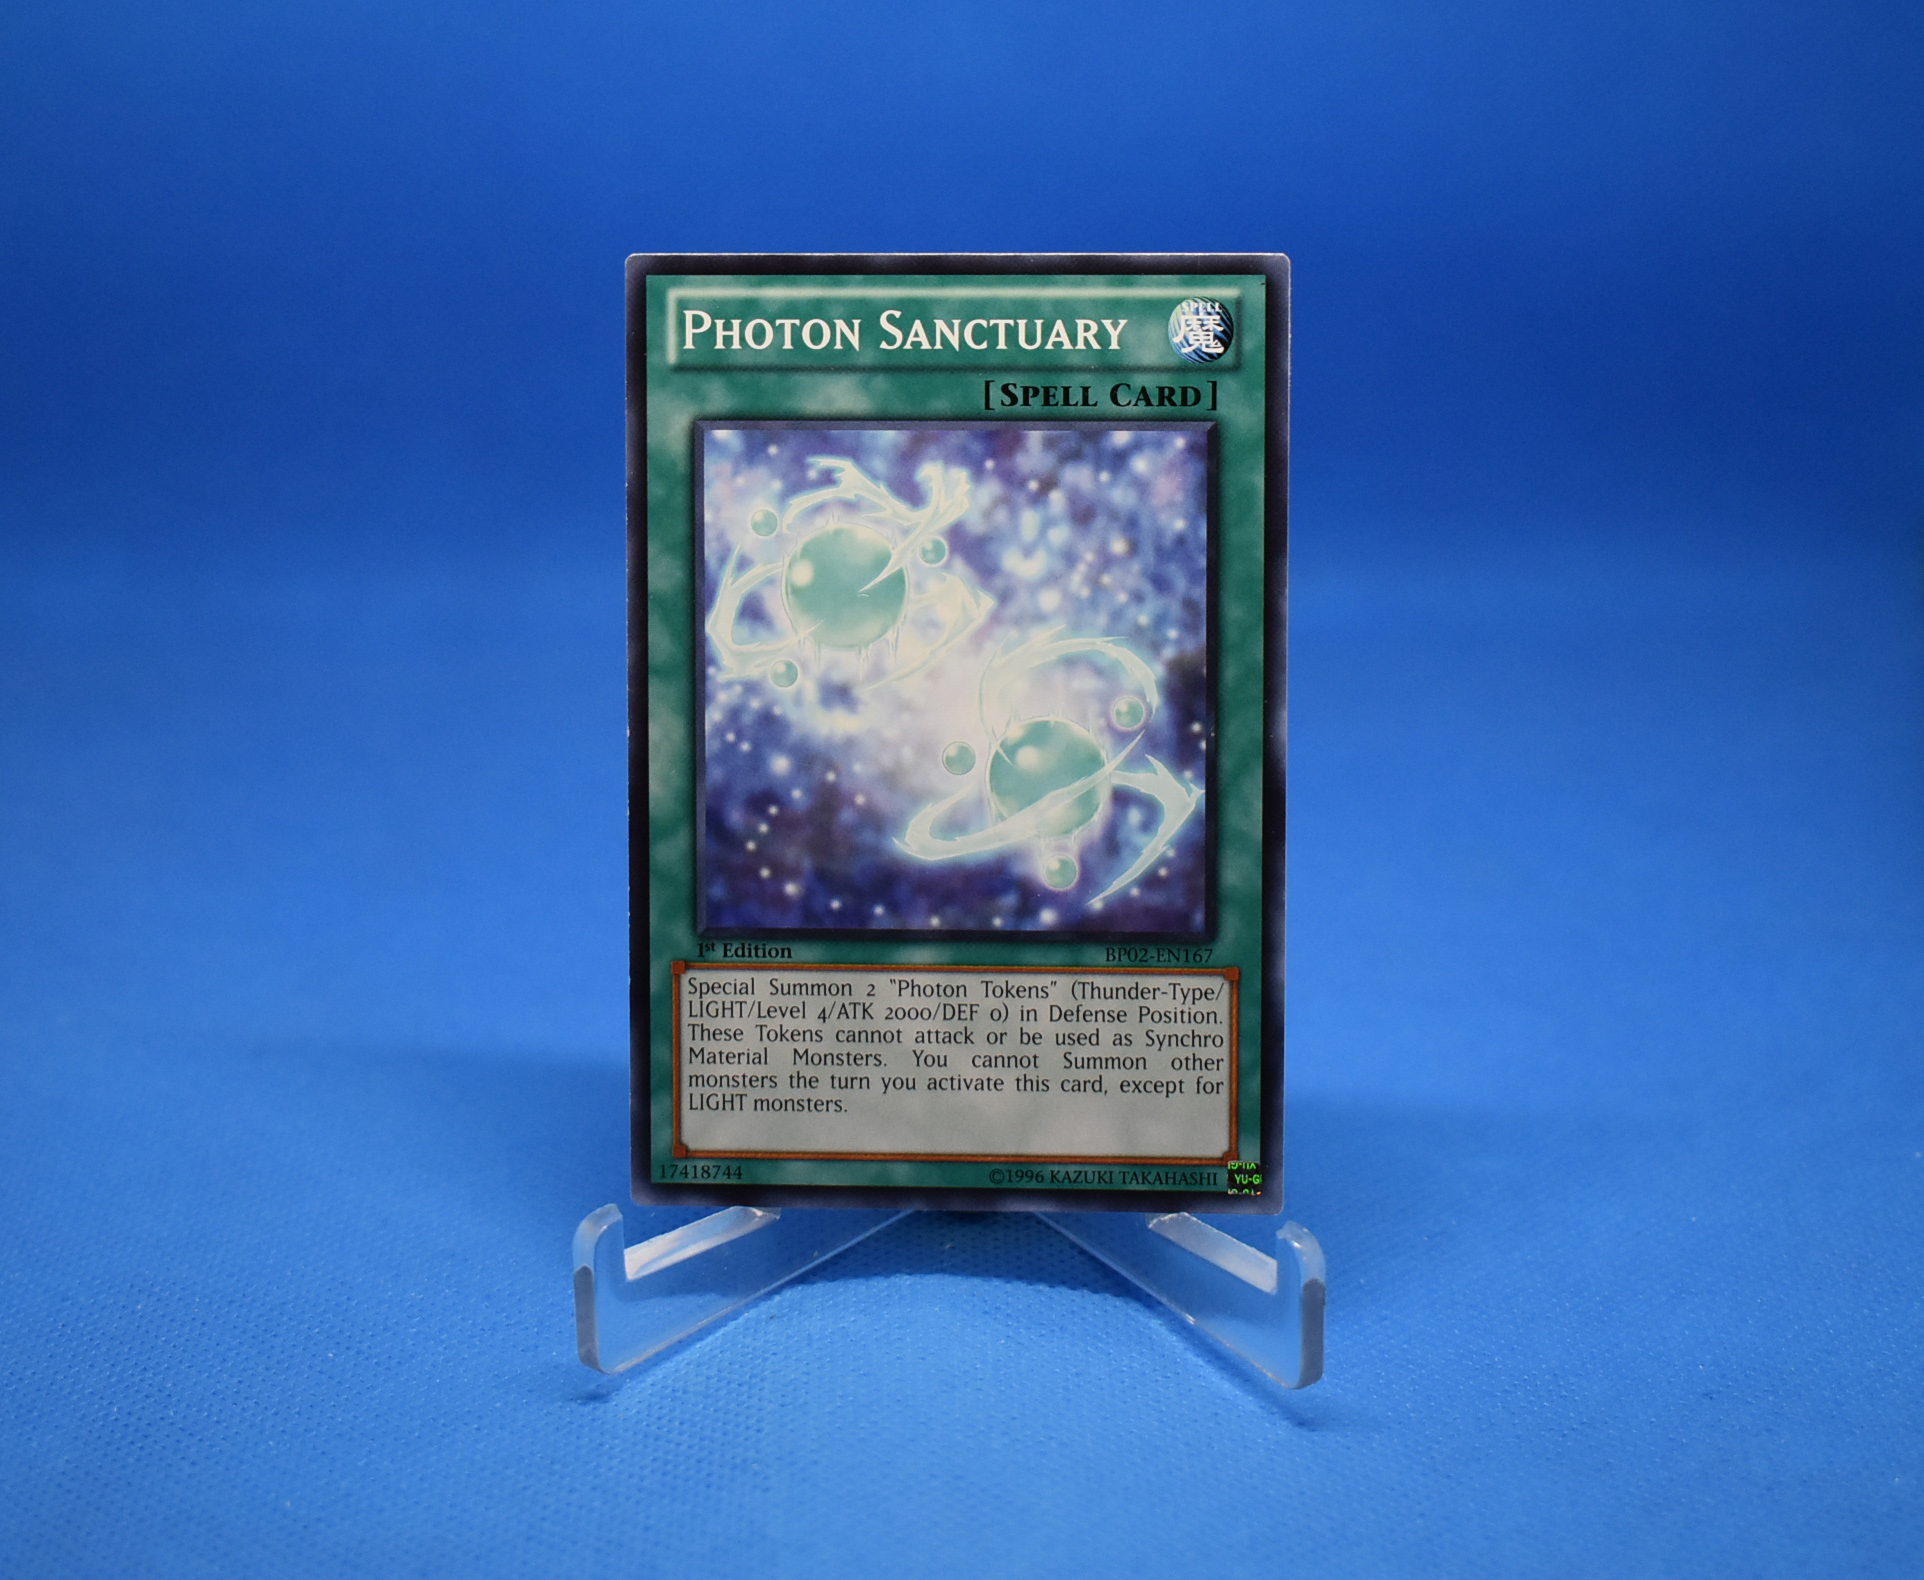 PHOTON SANCTUARY
SPELL
魔
[SPELL CARD]
1st Edition
BP02-EN167
Special Summon 2 "Photon Tokens" (Thunder-Type/
LIGHT/Level 4/ATK 2000/DEF 0) in Defense Position.
These Tokens cannot attack or be used as Synchro
Material Monsters. You cannot Summon other
monsters the turn you activate this card, except for
LIGHT monsters.
17418744
©1996 KAZUKI TAKAHASHI
YU-G